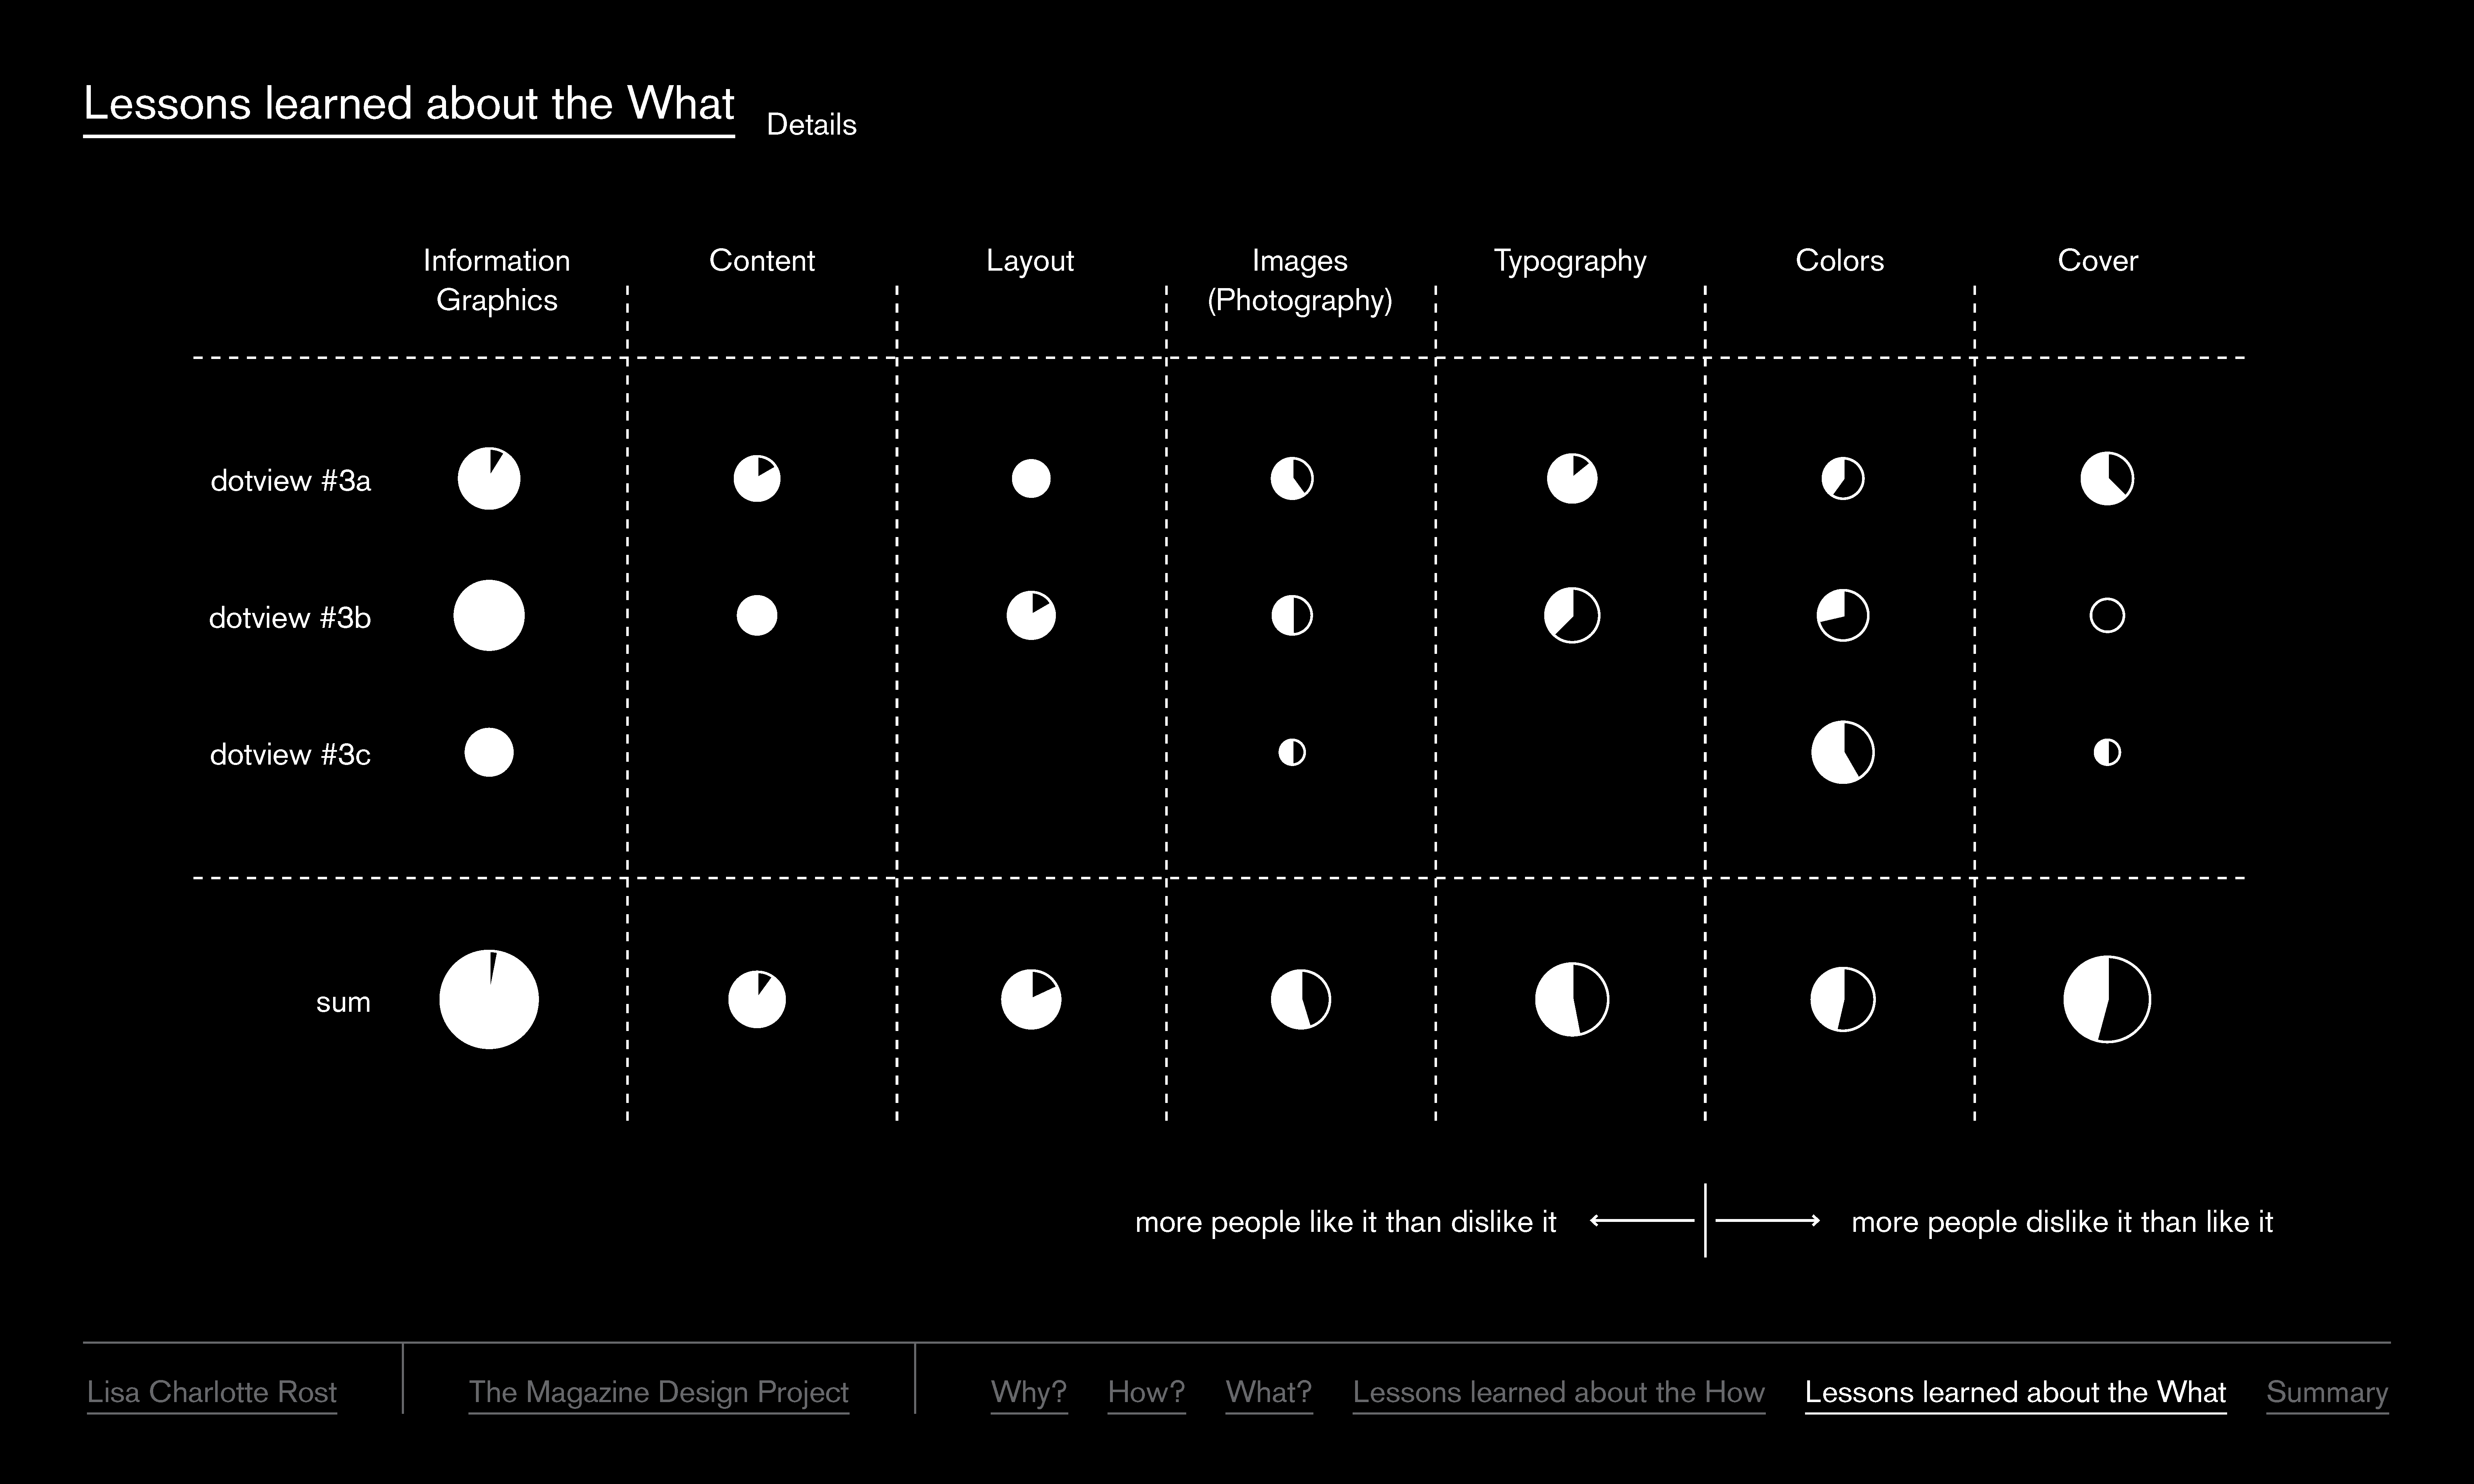 Lessons learned about the What Details
Information Graphics
Content
Layout
Images (Photography)
Typography
Colors
Cover
dotview #3a
dotview #3b
dotview #3c
sum
more people like it than dislike it
more people dislike it than like it
Lisa Charlotte Rost
The Magazine Design Project
Why? How? What? Lessons learned about the How Lessons learned about the What Summary